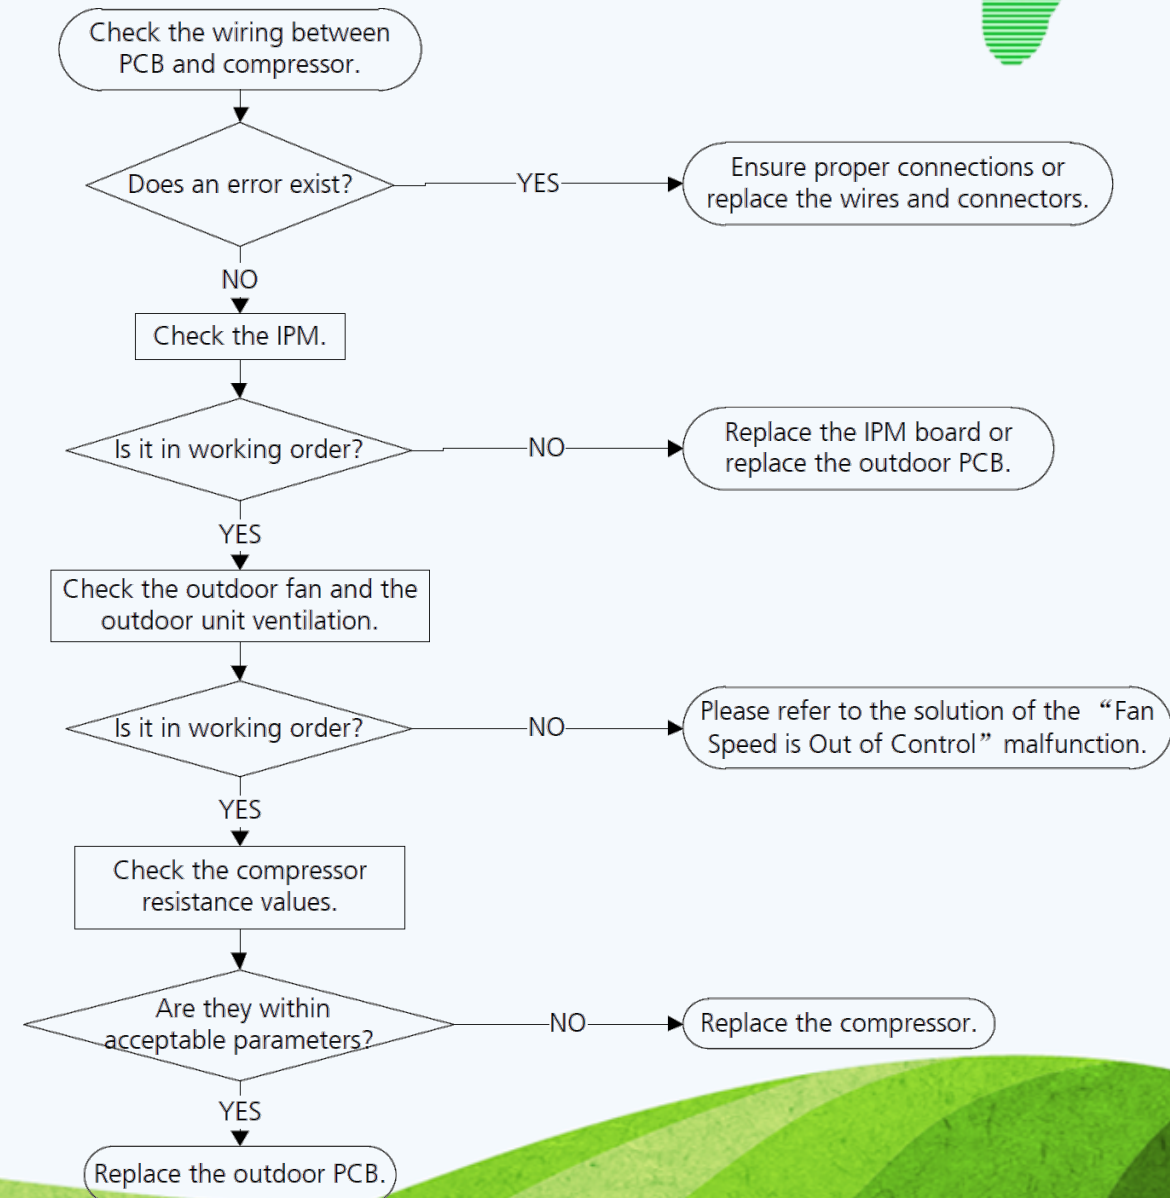 Check the wiring between
PCB and compressor.
Does an error exist?
YES
Ensure proper connections or
replace the wires and connectors.
NO
Check the IPM.
Is it in working order?
NO
Replace the IPM board or
replace the outdoor PCB.
YES
Check the outdoor fan and the
outdoor unit ventilation.
Is it in working order?
NO
Please refer to the solution of the “Fan
Speed is Out of Control” malfunction.
YES
Check the compressor
resistance values.
Are they within
acceptable parameters?
NO
Replace the compressor.
YES
Replace the outdoor PCB.